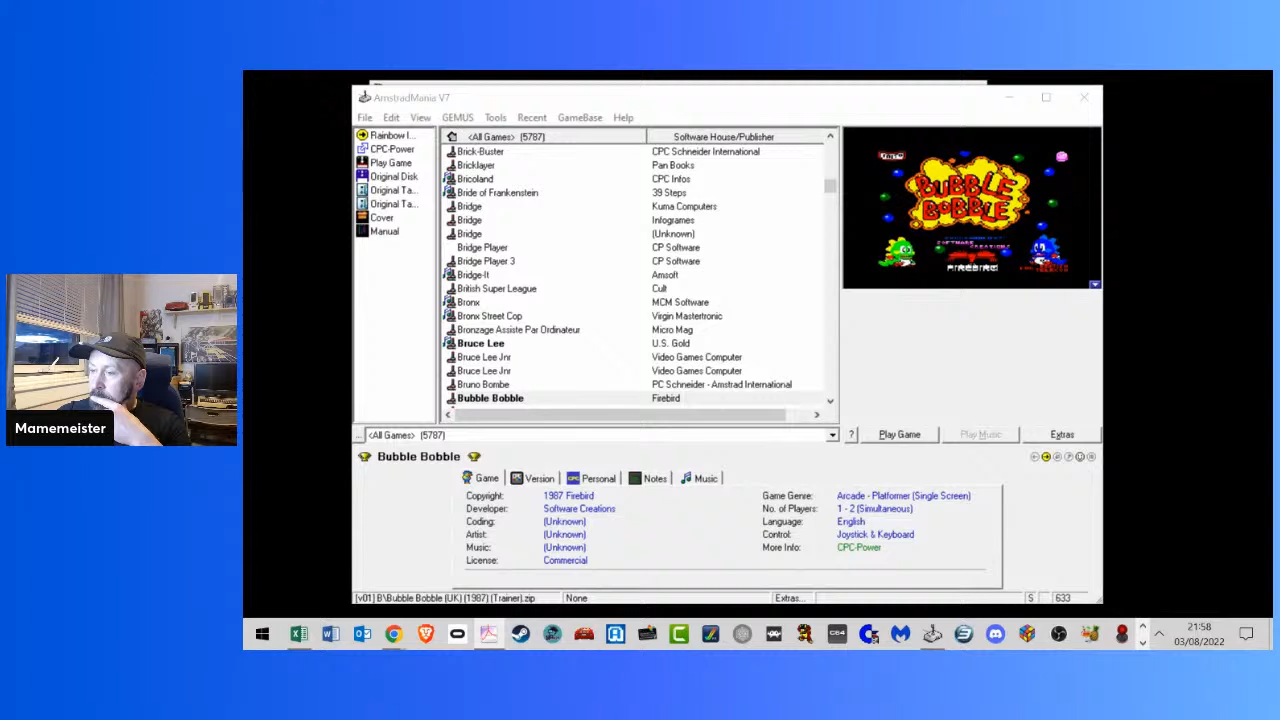 AmstradMania V7
File Edit View GEMUS Tools Recent GameBase Help
Rainbow I...
CPC-Power
Play Game
Original Disk
Original Ta...
Original Ta...
Cover
Manual
<All Games> (5787) Software House/Publisher
Brick-Buster CPC Schneider International
Bricklayer Pan Books
Bricoland CPC Infos
Bride of Frankenstein 39 Steps
Bridge Kuma Computers
Bridge Infogrames
Bridge (Unknown)
Bridge Player CP Software
Bridge Player 3 CP Software
Bridge-It Amsoft
British Super League Cult
Bronx MCM Software
Bronx Street Cop Virgin Mastertronic
Bronzage Assiste Par Ordinateur Micro Mag
Bruce Lee U.S. Gold
Bruce Lee Jnr Video Games Computer
Bruce Lee Jnr Video Games Computer
Bruno Bombe PC Schneider - Amstrad International
Bubble Bobble Firebird
BUBBLE
BOBBLE
SOFTWARE
CREATIONS
FIREBIRD
... <All Games> (5787) ? Play Game Play Music Extras
Bubble Bobble
Game Version Personal Notes Music
Copyright: 1987 Firebird Game Genre: Arcade - Platformer (Single Screen)
Developer: Software Creations No. of Players: 1 - 2 (Simultaneous)
Coding: (Unknown) Language: English
Artist: (Unknown) Control: Joystick & Keyboard
Music: (Unknown) More Info: CPC-Power
License: Commercial
[v01] B\Bubble Bobble (UK) (1987) (Trainer).zip None Extras... S 633
Mamemeister
C64
21:58
03/08/2022